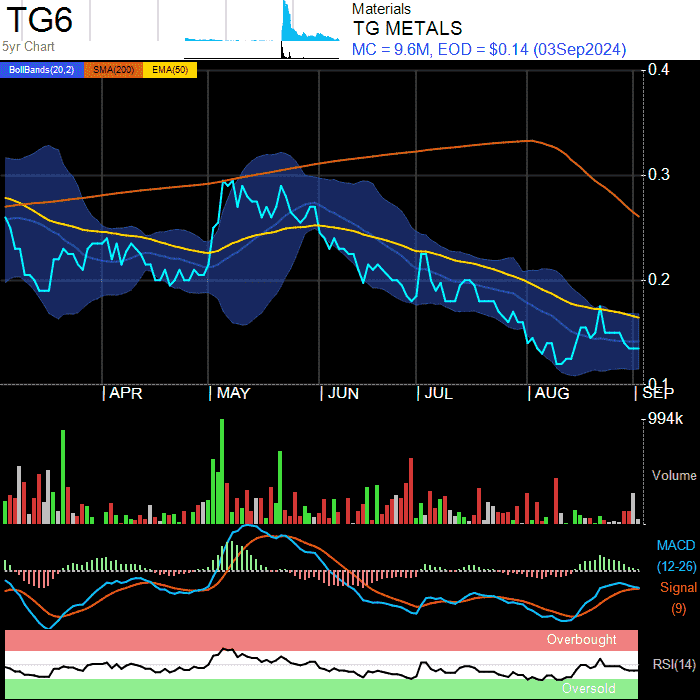 TG6
5yr Chart
Materials
TG METALS
MC = 9.6M, EOD = $0.14 (03Sep2024)
BollBands(20,2) SMA(200) EMA(50)
0.4
0.3
0.2
0.1
APR MAY JUN JUL AUG SEP
994k
Volume
MACD
(12-26)
Signal
(9)
Overbought
RSI(14)
Oversold